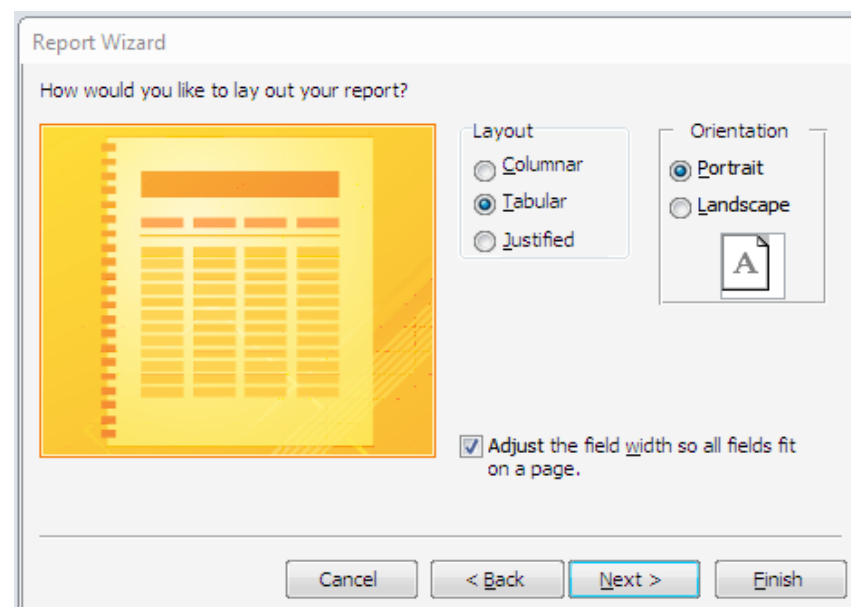 Report Wizard
How would you like to lay out your report?
Layout
Columnar
Tabular
Justified
Orientation
Portrait
Landscape
A
Adjust the field width so all fields fit
on a page.
Cancel
< Back
Next >
Finish